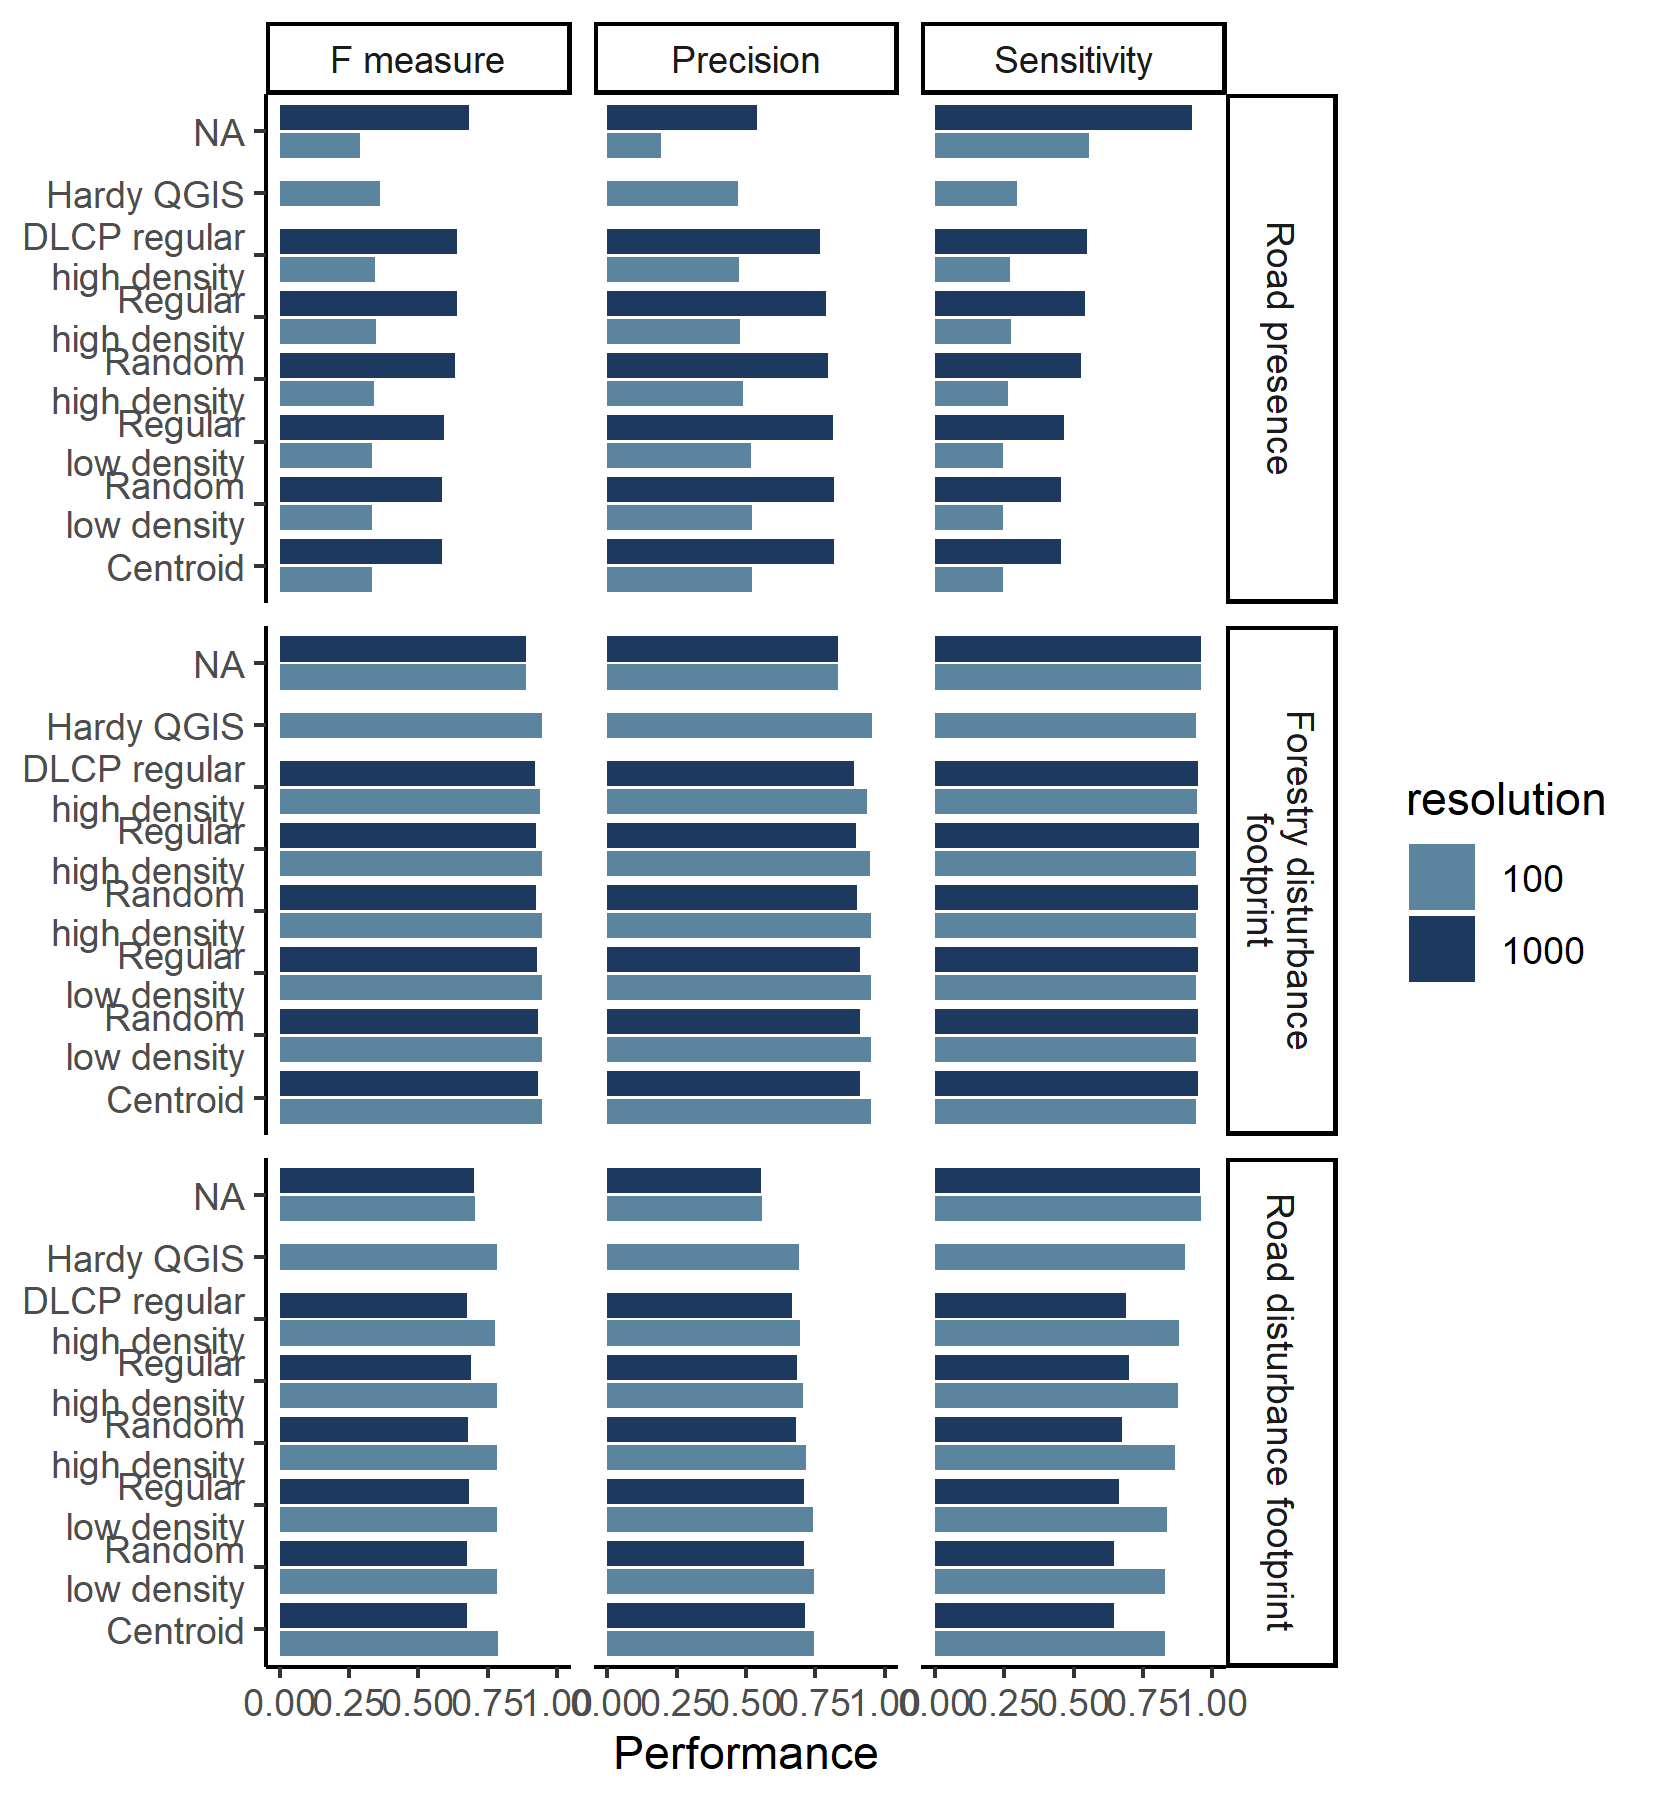 F measure
Precision
Sensitivity
NA
Hardy QGIS
DLCP regular
high density
Regular
high density
Random
high density
Regular
low density
Random
low density
Centroid
Road presence
NA
Hardy QGIS
DLCP regular
high density
Regular
high density
Random
high density
Regular
low density
Random
low density
Centroid
Forestry disturbance
footprint
NA
Hardy QGIS
DLCP regular
high density
Regular
high density
Random
high density
Regular
low density
Random
low density
Centroid
Road disturbance footprint
0.00 0.25 0.50 0.75 1.00
0.00 0.25 0.50 0.75 1.00
0.00 0.25 0.50 0.75 1.00
Performance
resolution
100
1000